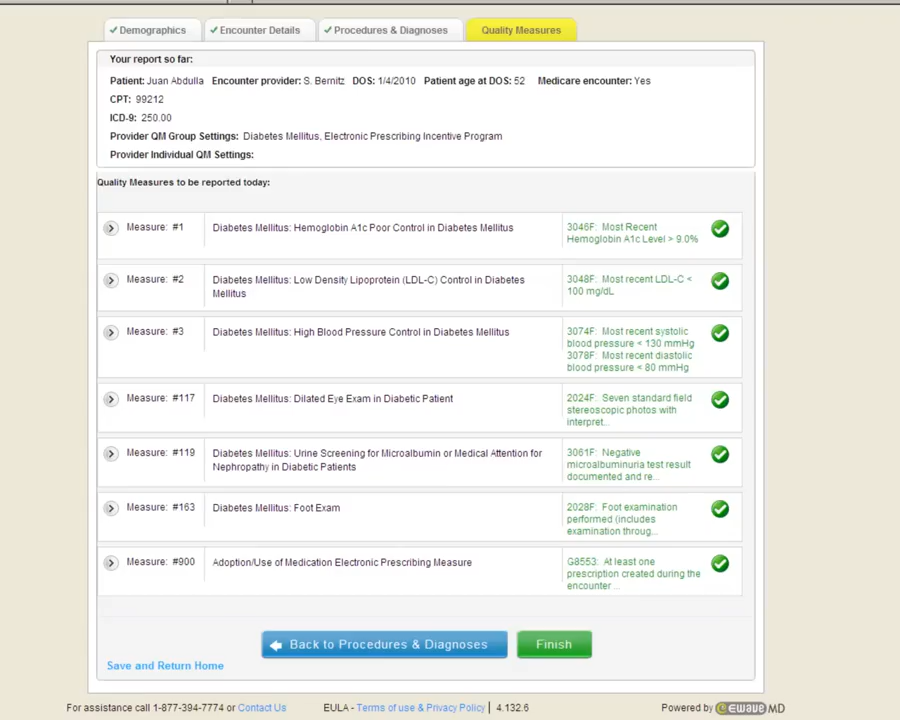 Demographics
Encounter Details
Procedures & Diagnoses
Quality Measures
Your report so far:
Patient: Juan Abdulla Encounter provider: S. Bernitz DOS: 1/4/2010 Patient age at DOS: 52 Medicare encounter: Yes
CPT: 99212
ICD-9: 250.00
Provider QM Group Settings: Diabetes Mellitus, Electronic Prescribing Incentive Program
Provider Individual QM Settings:
Quality Measures to be reported today:
Measure: #1
Diabetes Mellitus: Hemoglobin A1c Poor Control in Diabetes Mellitus
3046F: Most Recent
Hemoglobin A1c Level > 9.0%
Measure: #2
Diabetes Mellitus: Low Density Lipoprotein (LDL-C) Control in Diabetes
Mellitus
3048F: Most recent LDL-C <
100 mg/dL
Measure: #3
Diabetes Mellitus: High Blood Pressure Control in Diabetes Mellitus
3074F: Most recent systolic
blood pressure < 130 mmHg
3078F: Most recent diastolic
blood pressure < 80 mmHg
Measure: #117
Diabetes Mellitus: Dilated Eye Exam in Diabetic Patient
2024F: Seven standard field
stereoscopic photos with
interpret...
Measure: #119
Diabetes Mellitus: Urine Screening for Microalbumin or Medical Attention for
Nephropathy in Diabetic Patients
3061F: Negative
microalbuminuria test result
documented and re...
Measure: #163
Diabetes Mellitus: Foot Exam
2028F: Foot examination
performed (includes
examination throug...
Measure: #900
Adoption/Use of Medication Electronic Prescribing Measure
G8553: At least one
prescription created during the
encounter ...
Back to Procedures & Diagnoses
Finish
Save and Return Home
For assistance call 1-877-394-7774 or Contact Us
EULA - Terms of use & Privacy Policy | 4.132.6
Powered by ewave MD